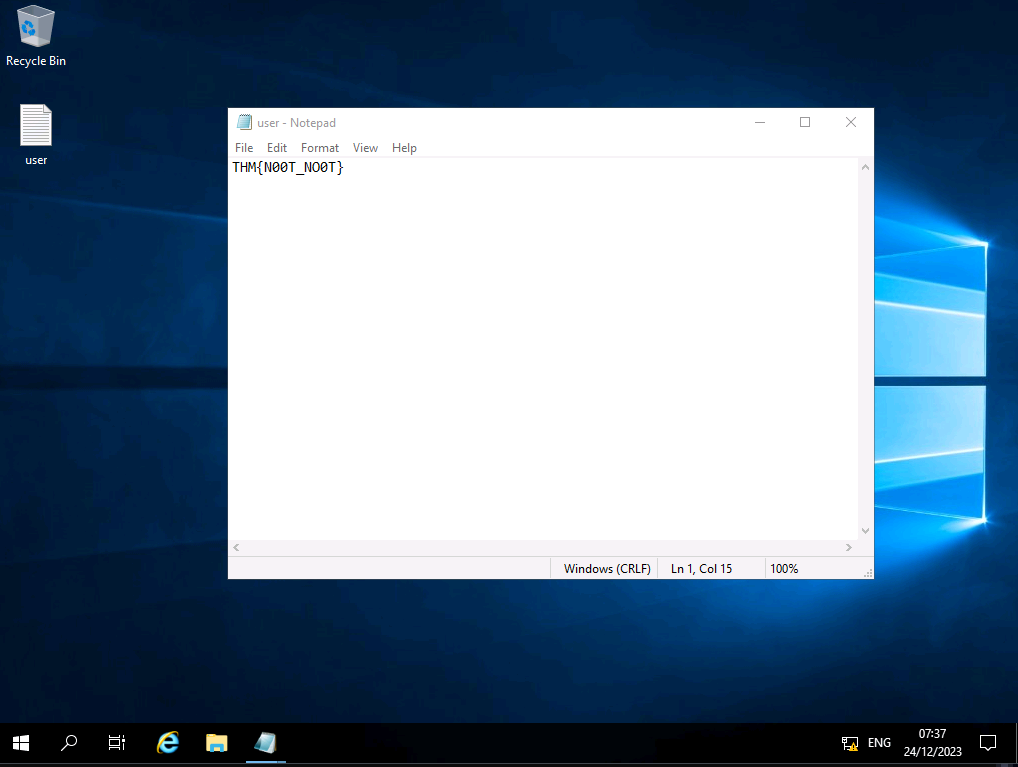 Recycle Bin
user
user - Notepad
File Edit Format View Help
THM{N00T_NO0T}
Windows (CRLF) Ln 1, Col 15 100%
ENG
07:37
24/12/2023